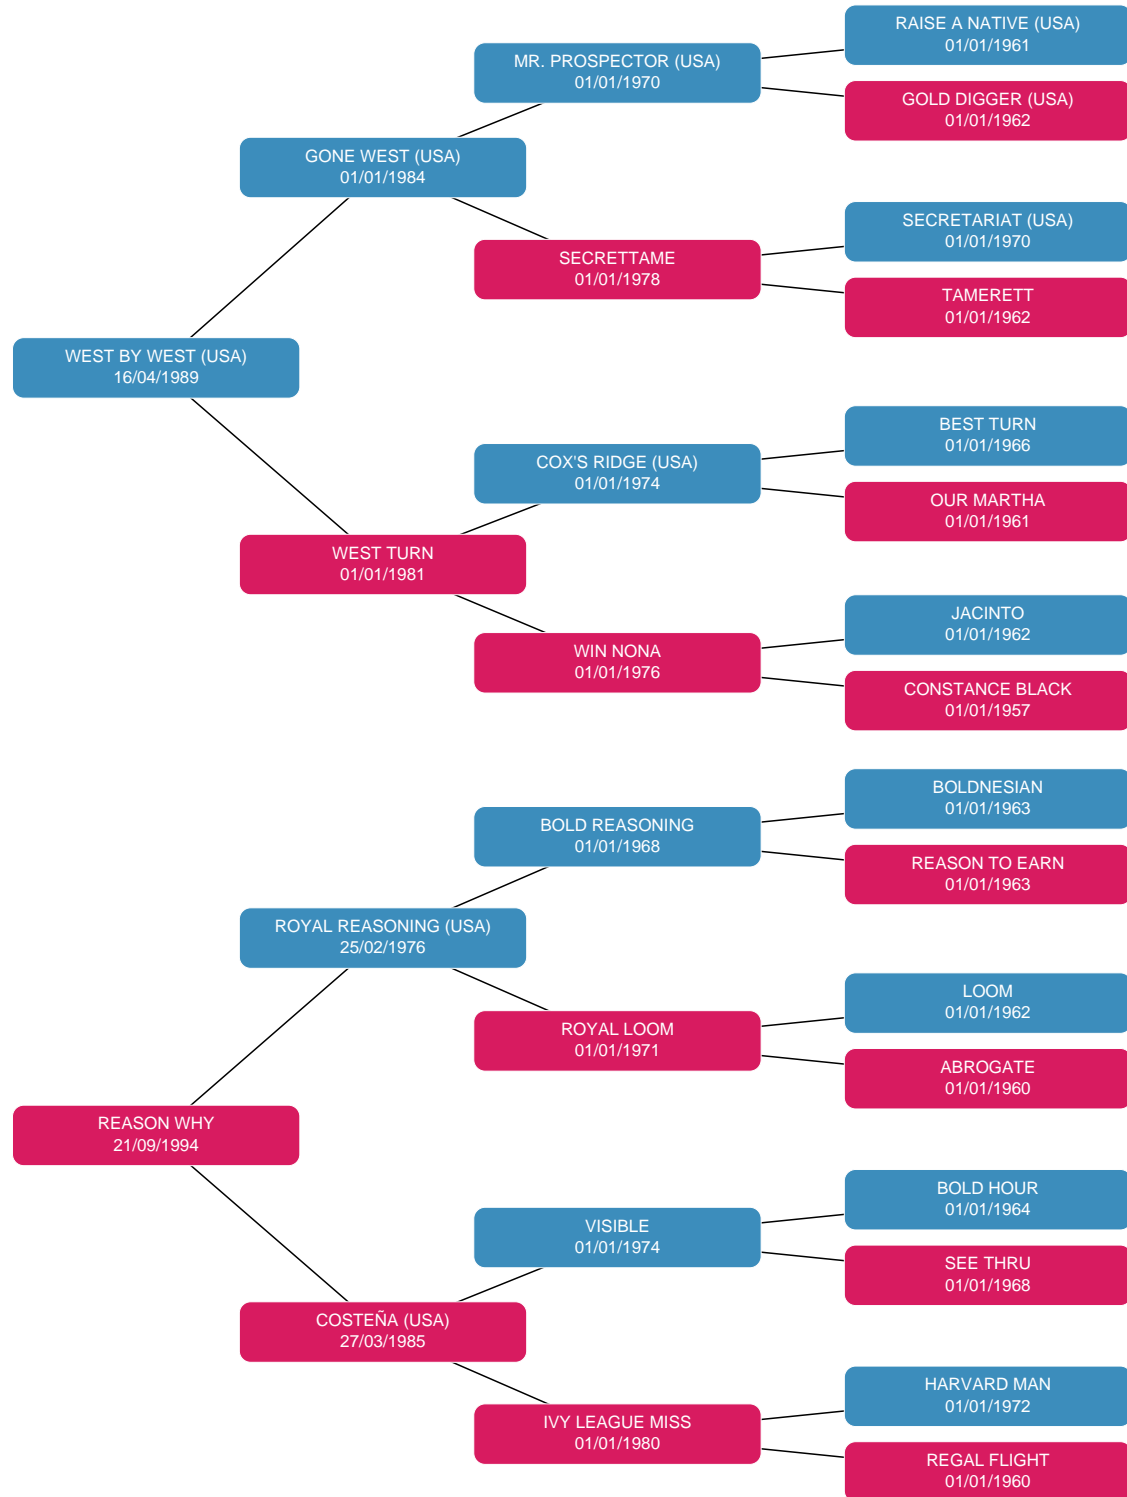 RAISE A NATIVE (USA)
01/01/1961
MR. PROSPECTOR (USA)
01/01/1970
GOLD DIGGER (USA)
01/01/1962
GONE WEST (USA)
01/01/1984
SECRETARIAT (USA)
01/01/1970
SECRETTAME
01/01/1978
TAMERETT
01/01/1962
WEST BY WEST (USA)
16/04/1989
BEST TURN
01/01/1966
COX'S RIDGE (USA)
01/01/1974
OUR MARTHA
01/01/1961
WEST TURN
01/01/1981
JACINTO
01/01/1962
WIN NONA
01/01/1976
CONSTANCE BLACK
01/01/1957
BOLDNESIAN
01/01/1963
BOLD REASONING
01/01/1968
REASON TO EARN
01/01/1963
ROYAL REASONING (USA)
25/02/1976
LOOM
01/01/1962
ROYAL LOOM
01/01/1971
ABROGATE
01/01/1960
REASON WHY
21/09/1994
BOLD HOUR
01/01/1964
VISIBLE
01/01/1974
SEE THRU
01/01/1968
COSTEÑA (USA)
27/03/1985
HARVARD MAN
01/01/1972
IVY LEAGUE MISS
01/01/1980
REGAL FLIGHT
01/01/1960